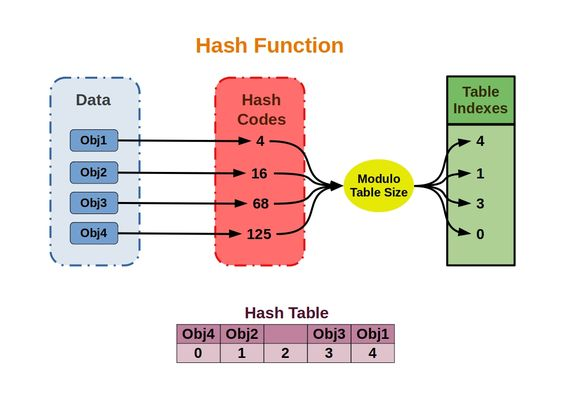 Hash Function
Data
Obj1
Obj2
Obj3
Obj4
Hash
Codes
4
16
68
125
Modulo
Table Size
Table
Indexes
4
1
3
0
Hash Table
Obj4 Obj2 Obj3 Obj1
0 1 2 3 4